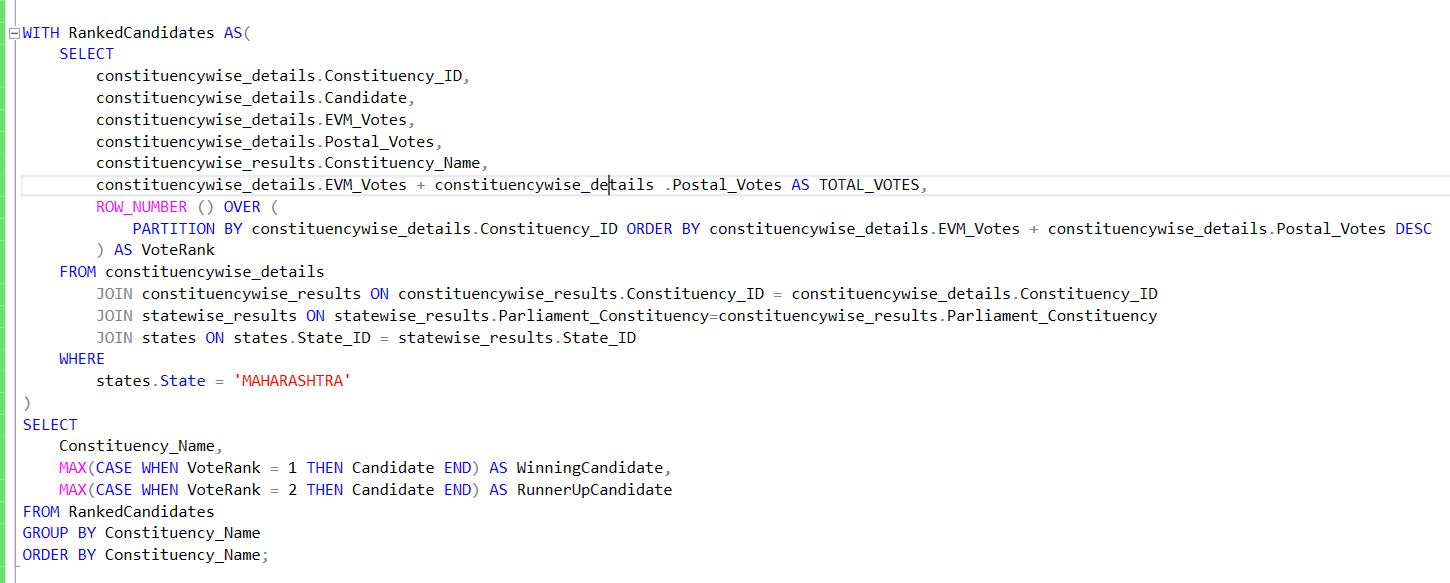 WITH RankedCandidates AS(
    SELECT
        constituencywise_details.Constituency_ID,
        constituencywise_details.Candidate,
        constituencywise_details.EVM_Votes,
        constituencywise_details.Postal_Votes,
        constituencywise_results.Constituency_Name,
        constituencywise_details.EVM_Votes + constituencywise_details .Postal_Votes AS TOTAL_VOTES,
        ROW_NUMBER () OVER (
            PARTITION BY constituencywise_details.Constituency_ID ORDER BY constituencywise_details.EVM_Votes + constituencywise_details.Postal_Votes DESC
        ) AS VoteRank
    FROM constituencywise_details
        JOIN constituencywise_results ON constituencywise_results.Constituency_ID = constituencywise_details.Constituency_ID
        JOIN statewise_results ON statewise_results.Parliament_Constituency=constituencywise_results.Parliament_Constituency
        JOIN states ON states.State_ID = statewise_results.State_ID
    WHERE
        states.State = 'MAHARASHTRA'
)
SELECT
    Constituency_Name,
    MAX(CASE WHEN VoteRank = 1 THEN Candidate END) AS WinningCandidate,
    MAX(CASE WHEN VoteRank = 2 THEN Candidate END) AS RunnerUpCandidate
FROM RankedCandidates
GROUP BY Constituency_Name
ORDER BY Constituency_Name;